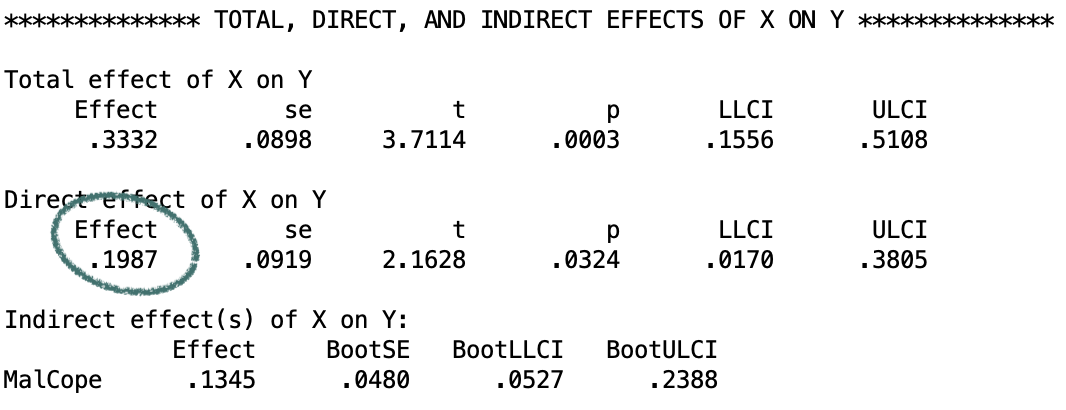 ************** TOTAL, DIRECT, AND INDIRECT EFFECTS OF X ON Y **************
Total effect of X on Y
Effect se t p LLCI ULCI
.3332 .0898 3.7114 .0003 .1556 .5108
Direct effect of X on Y
Effect se t p LLCI ULCI
.1987 .0919 2.1628 .0324 .0170 .3805
Indirect effect(s) of X on Y:
Effect BootSE BootLLCI BootULCI
MalCope .1345 .0480 .0527 .2388